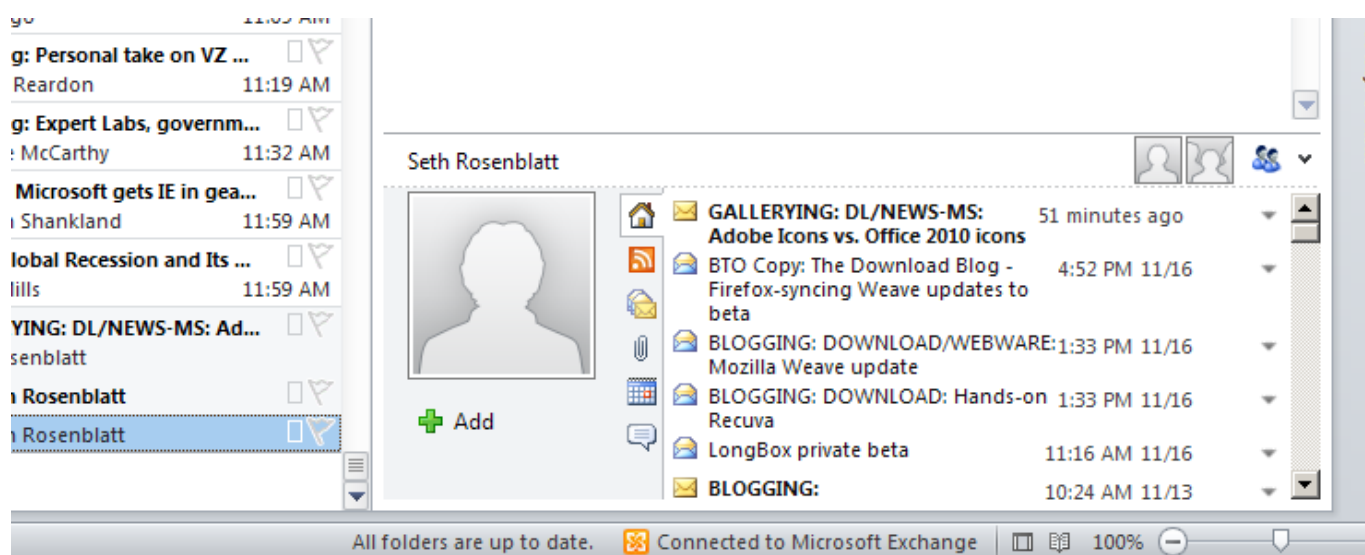 11:09 AM
g: Personal take on VZ ...
Reardon 11:19 AM
g: Expert Labs, governm...
McCarthy 11:32 AM
Microsoft gets IE in gea...
Shankland 11:59 AM
lobal Recession and Its ...
ills 11:59 AM
YING: DL/NEWS-MS: Ad...
senblatt
Rosenblatt
Rosenblatt
Seth Rosenblatt
Add
GALLERYING: DL/NEWS-MS: 51 minutes ago
Adobe Icons vs. Office 2010 icons
BTO Copy: The Download Blog - 4:52 PM 11/16
Firefox-syncing Weave updates to
beta
BLOGGING: DOWNLOAD/WEBWARE: 1:33 PM 11/16
Mozilla Weave update
BLOGGING: DOWNLOAD: Hands-on 1:33 PM 11/16
Recuva
LongBox private beta 11:16 AM 11/16
BLOGGING: 10:24 AM 11/13
All folders are up to date. Connected to Microsoft Exchange 100%